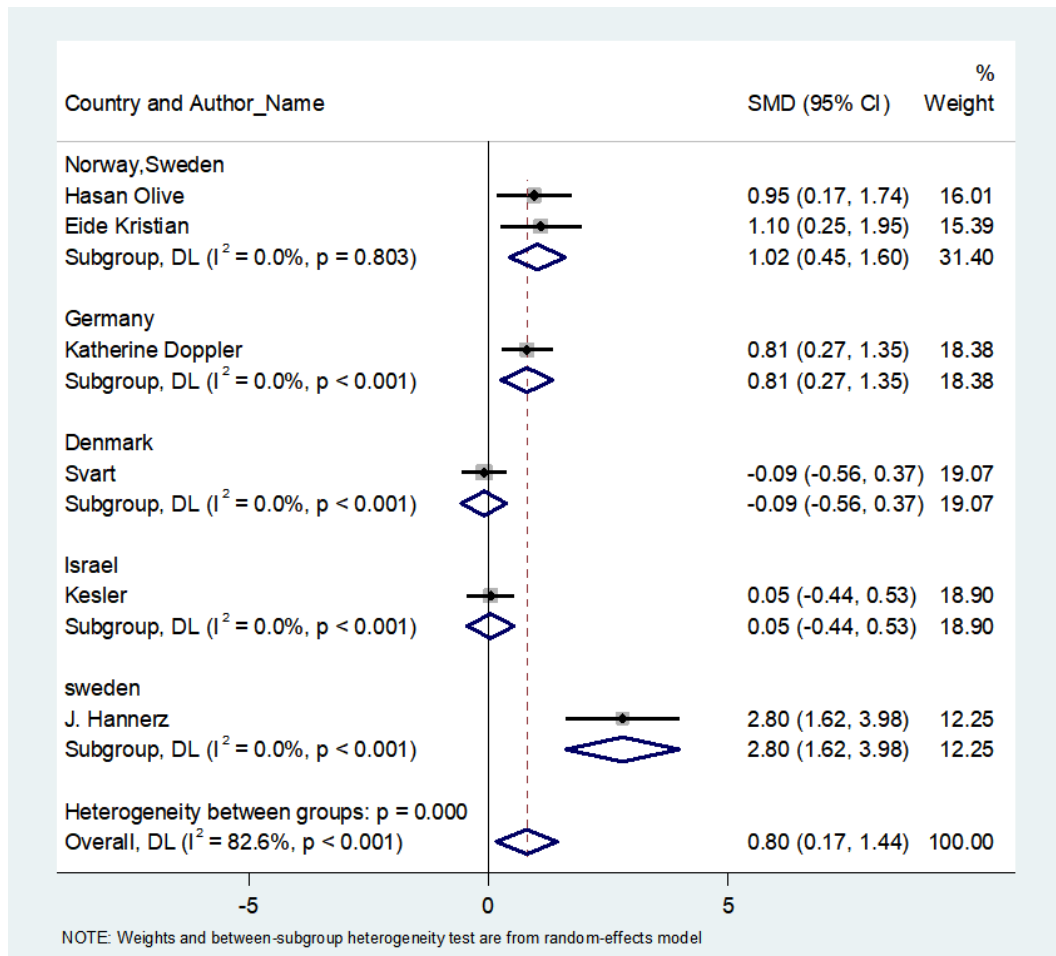 %
Country and Author_Name SMD (95% CI) Weight
Norway,Sweden
Hasan Olive 0.95 (0.17, 1.74) 16.01
Eide Kristian 1.10 (0.25, 1.95) 15.39
Subgroup, DL (I² = 0.0%, p = 0.803) 1.02 (0.45, 1.60) 31.40
Germany
Katherine Doppler 0.81 (0.27, 1.35) 18.38
Subgroup, DL (I² = 0.0%, p < 0.001) 0.81 (0.27, 1.35) 18.38
Denmark
Svart -0.09 (-0.56, 0.37) 19.07
Subgroup, DL (I² = 0.0%, p < 0.001) -0.09 (-0.56, 0.37) 19.07
Israel
Kesler 0.05 (-0.44, 0.53) 18.90
Subgroup, DL (I² = 0.0%, p < 0.001) 0.05 (-0.44, 0.53) 18.90
sweden
J. Hannerz 2.80 (1.62, 3.98) 12.25
Subgroup, DL (I² = 0.0%, p < 0.001) 2.80 (1.62, 3.98) 12.25
Heterogeneity between groups: p = 0.000
Overall, DL (I² = 82.6%, p < 0.001) 0.80 (0.17, 1.44) 100.00
-5 0 5
NOTE: Weights and between-subgroup heterogeneity test are from random-effects model